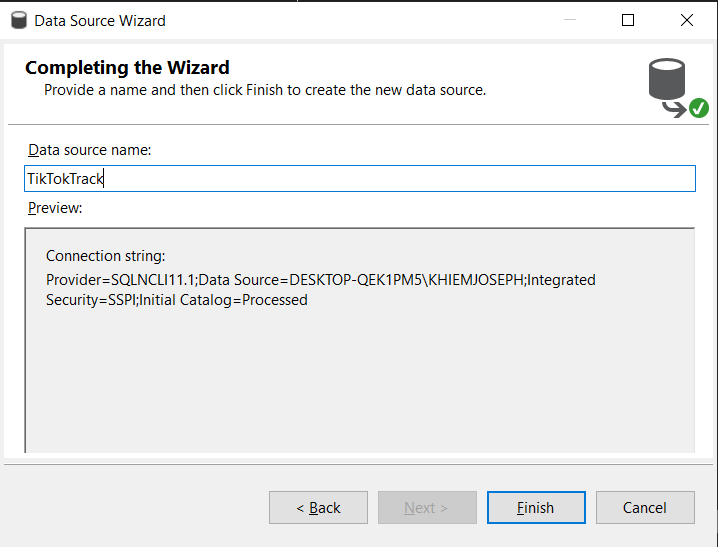 Data Source Wizard
Completing the Wizard
Provide a name and then click Finish to create the new data source.
Data source name:
TikTokTrack
Preview:
Connection string:
Provider=SQLNCLI11.1;Data Source=DESKTOP-QEK1PM5\KHIEMJOSEPH;Integrated
Security=SSPI;Initial Catalog=Processed
< Back
Next >
Finish
Cancel